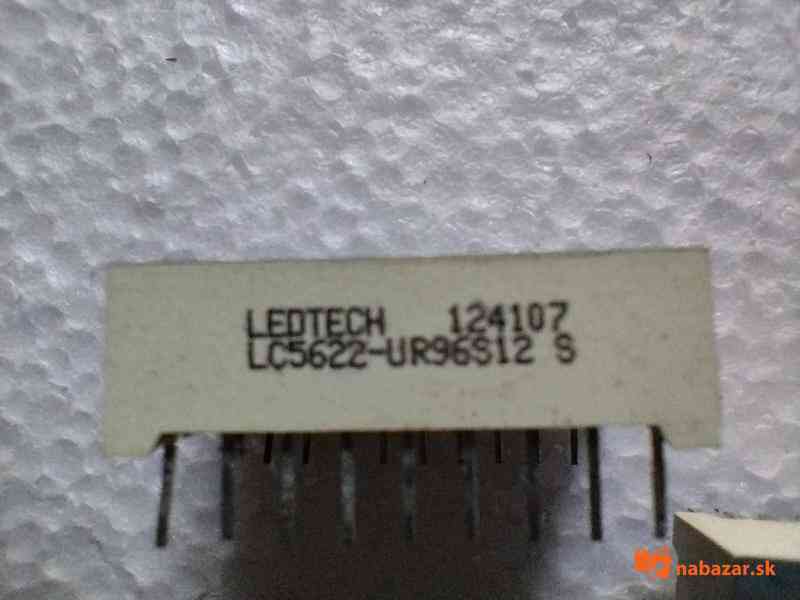 LEDTECH 124107
LC5622-UR96S12 S
nabazar.sk